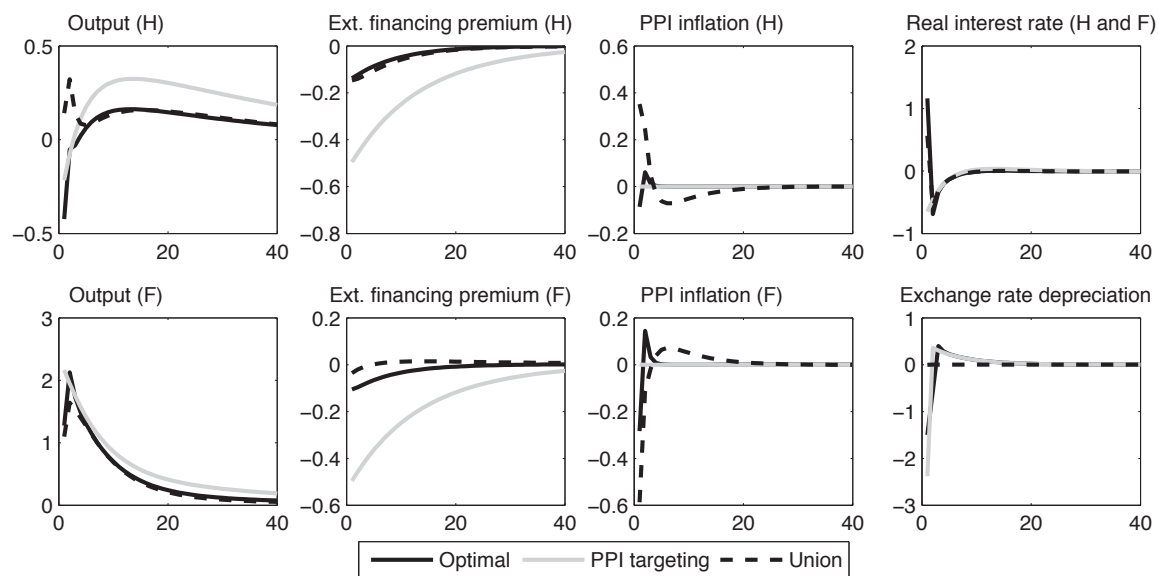 Output (H)
Ext. financing premium (H)
PPI inflation (H)
Real interest rate (H and F)
0.5
0
−0.5
0 20 40
0
−0.2
−0.4
−0.6
−0.8
0 20 40
0.6
0.4
0.2
0
−0.2
0 20 40
2
1
0
−1
0 20 40
Output (F)
Ext. financing premium (F)
PPI inflation (F)
Exchange rate depreciation
3
2
1
0
0 20 40
0.2
0
−0.2
−0.4
−0.6
0 20 40
0.2
0
−0.2
−0.4
−0.6
0 20 40
1
0
−1
−2
−3
0 20 40
Optimal PPI targeting Union